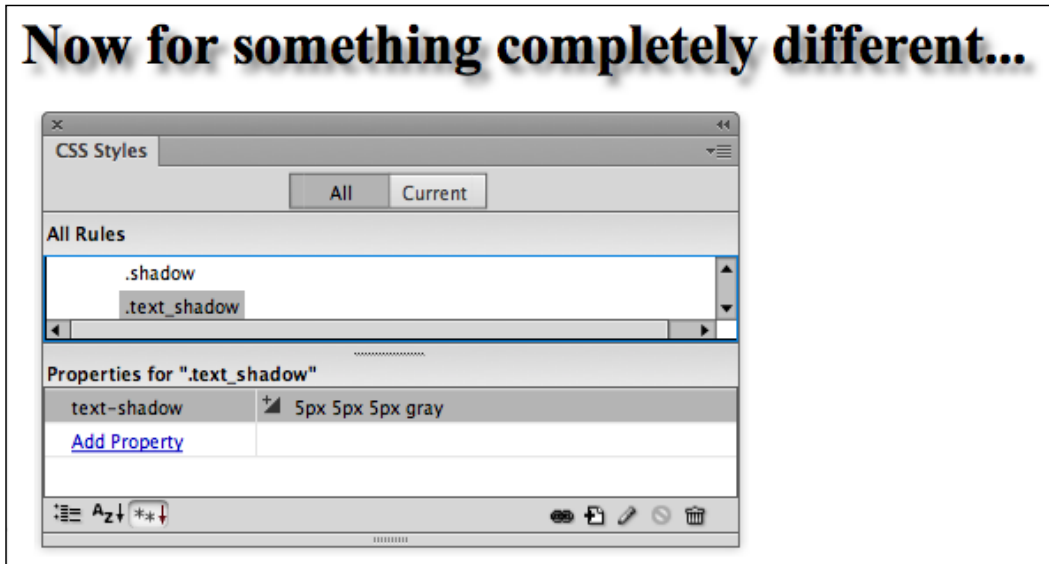 Now for something completely different...
CSS Styles
All Current
All Rules
.shadow
.text_shadow
Properties for ".text_shadow"
text-shadow 5px 5px 5px gray
Add Property